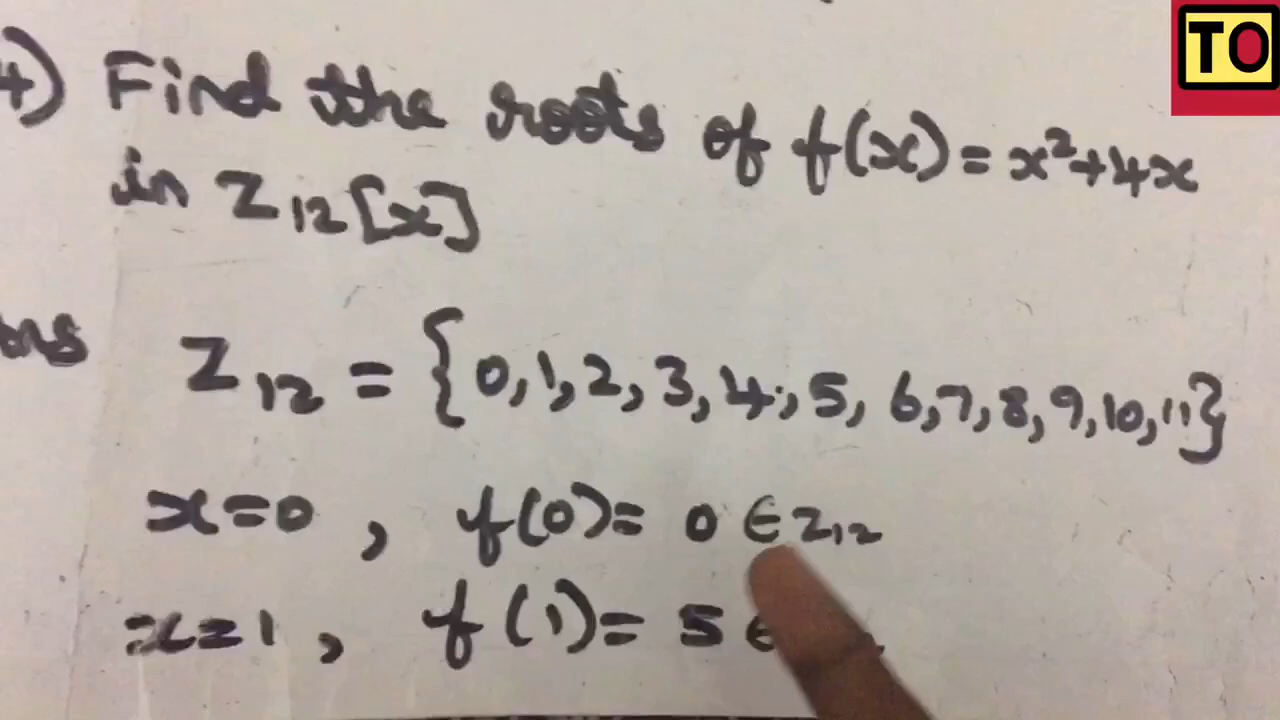 TO
4) Find the roots of f(x) = x²+4x
in Z₁₂[x]
Z₁₂ = {0,1,2,3,4,5,6,7,8,9,10,11}
x=0, f(0)= 0 ∈ Z₁₂
x=1, f(1)= 5 ∈